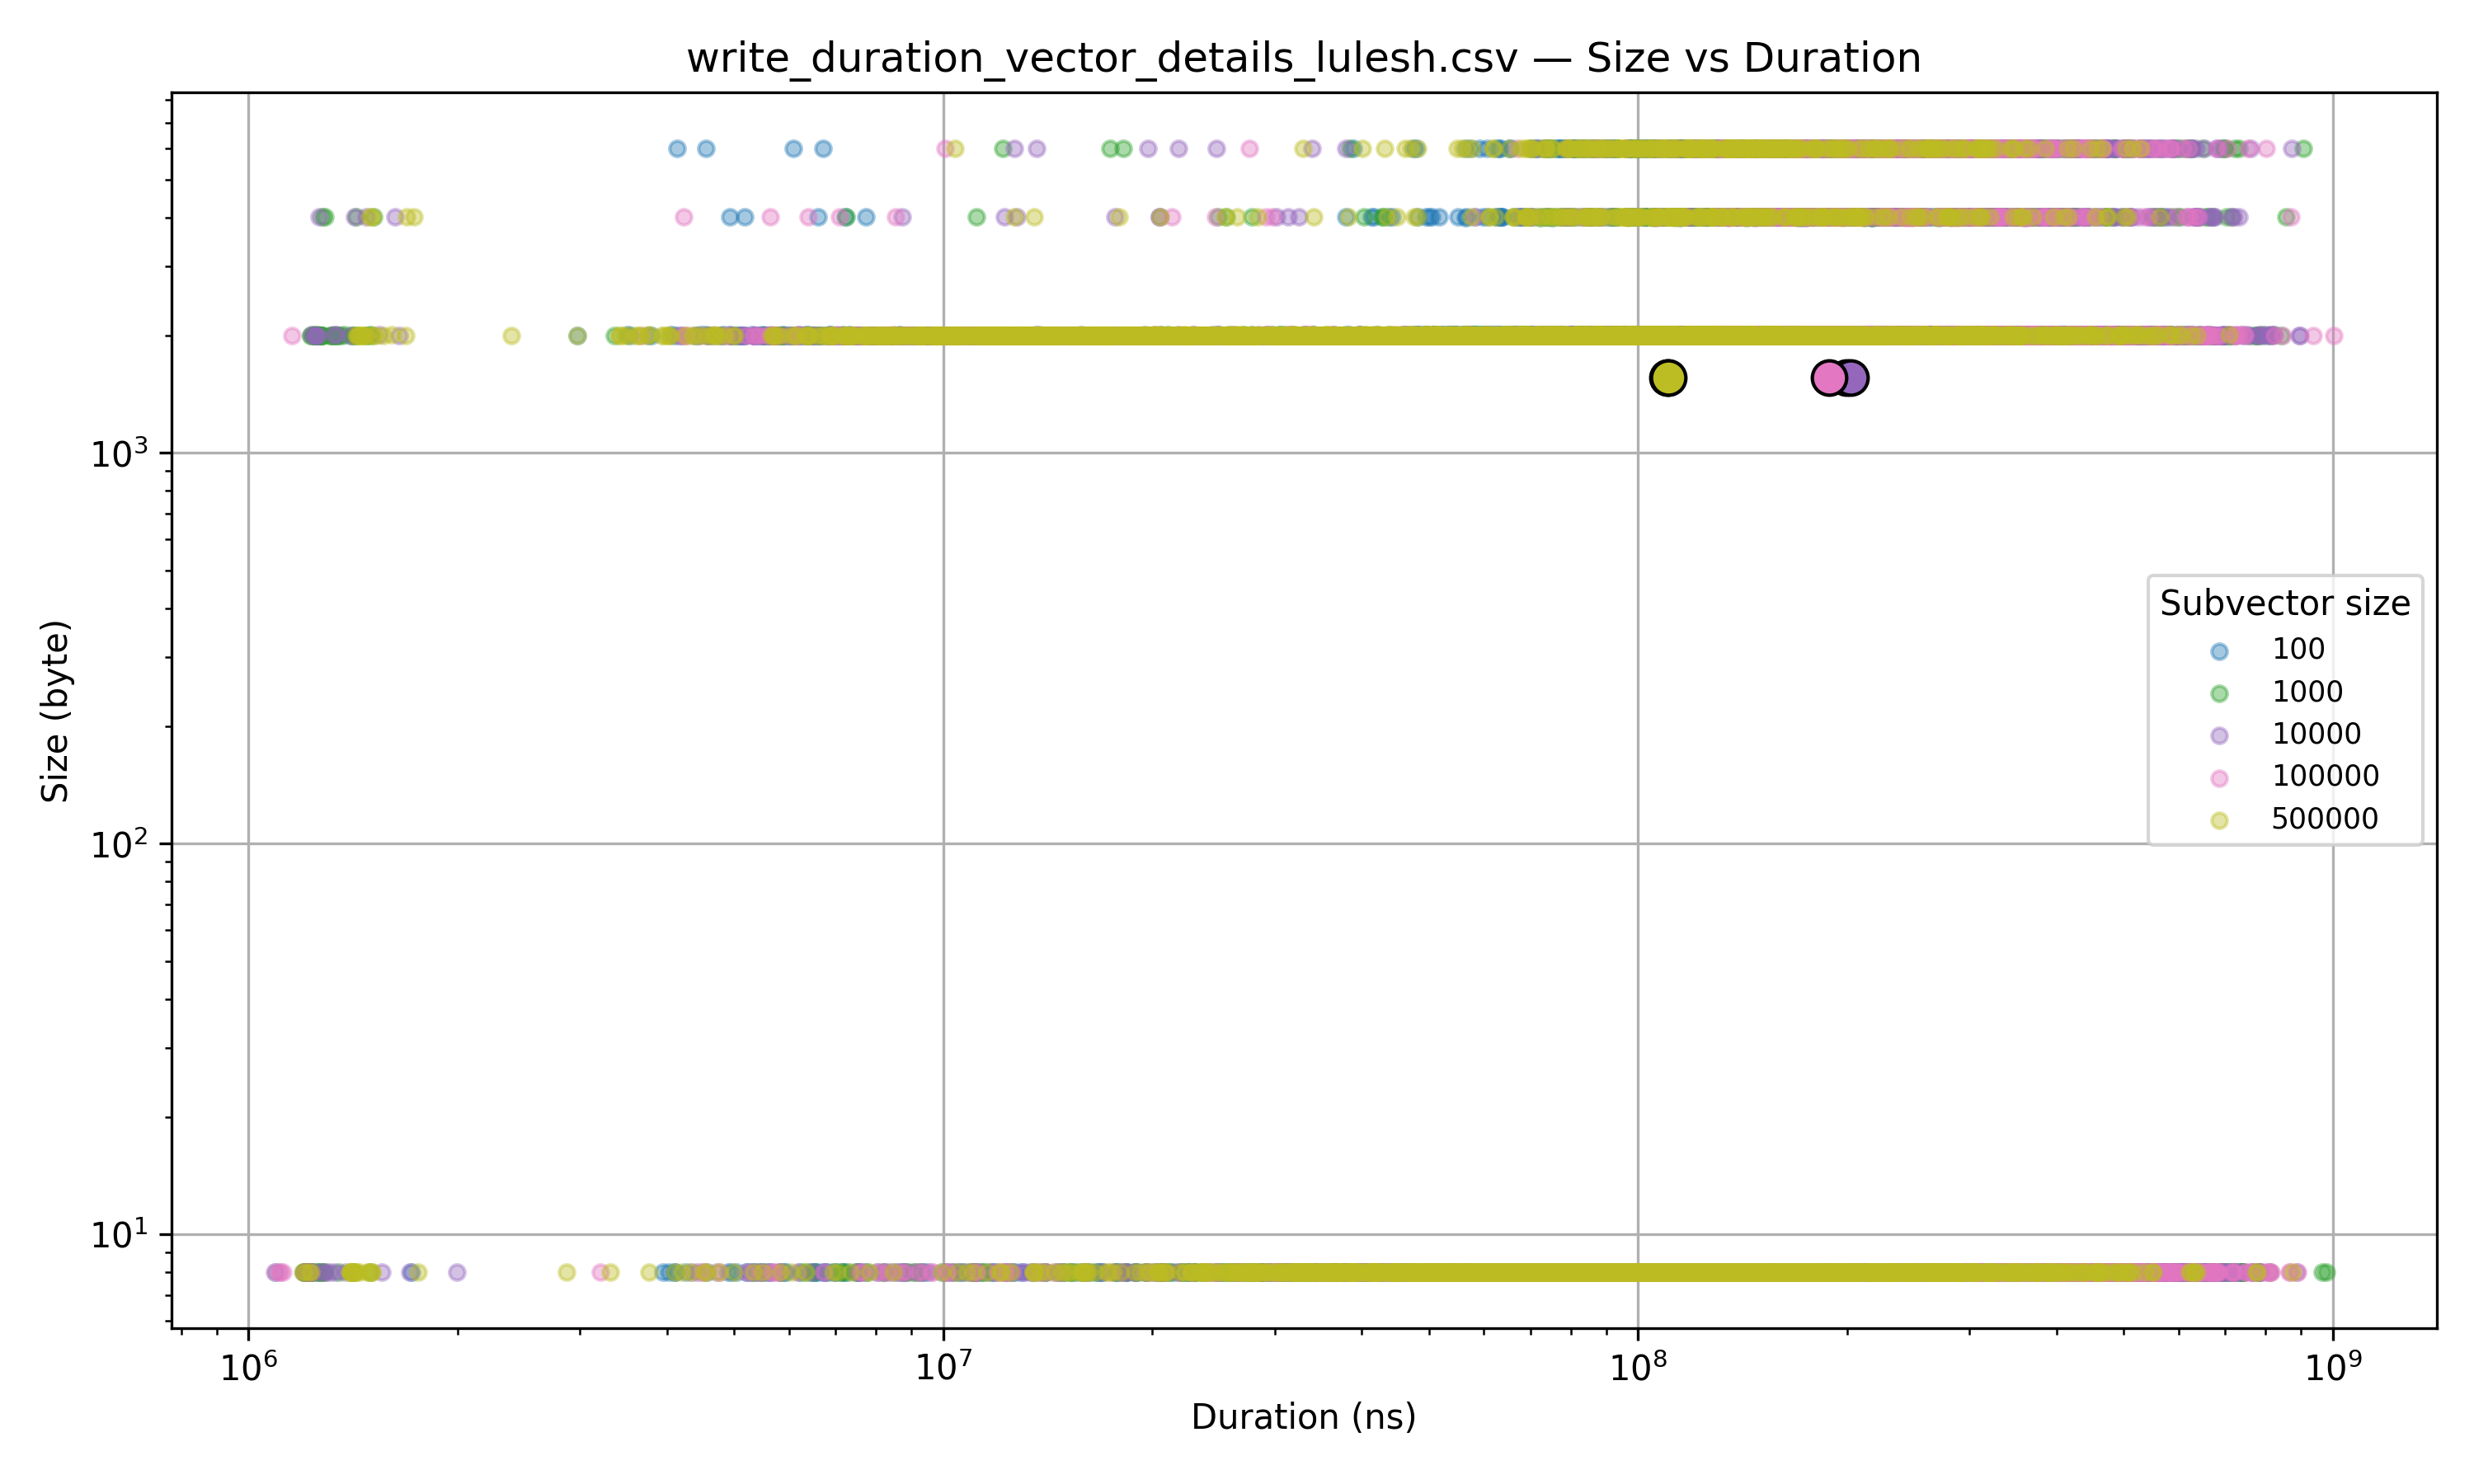 write_duration_vector_details_lulesh.csv — Size vs Duration
Size (byte)
10³
10²
10¹
Subvector size
100
1000
10000
100000
500000
10⁶ 10⁷ 10⁸ 10⁹
Duration (ns)